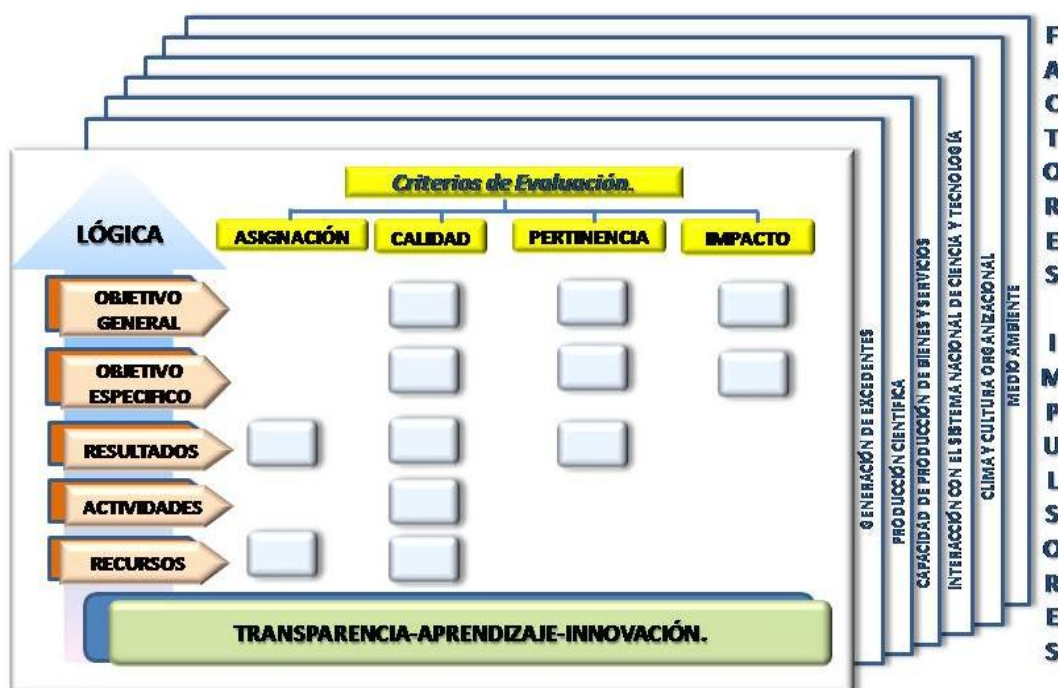 Criterios de Evaluación.
LÓGICA
ASIGNACIÓN
CALIDAD
PERTINENCIA
IMPACTO
OBJETIVO
GENERAL
OBJETIVO
ESPECIFICO
RESULTADOS
ACTIVIDADES
RECURSOS
TRANSPARENCIA-APRENDIZAJE-INNOVACIÓN.
GENERACIÓN DE EXCEDENTES
PRODUCCIÓN CIENTÍFICA
CAPACIDAD DE PRODUCCIÓN DE BIENES Y SERVICIOS
INTERACCIÓN CON EL SISTEMA NACIONAL DE CIENCIA Y TECNOLOGÍA
CLIMA Y CULTURA ORGANIZACIONAL
MEDIO AMBIENTE
FACTORES IMPULSORES